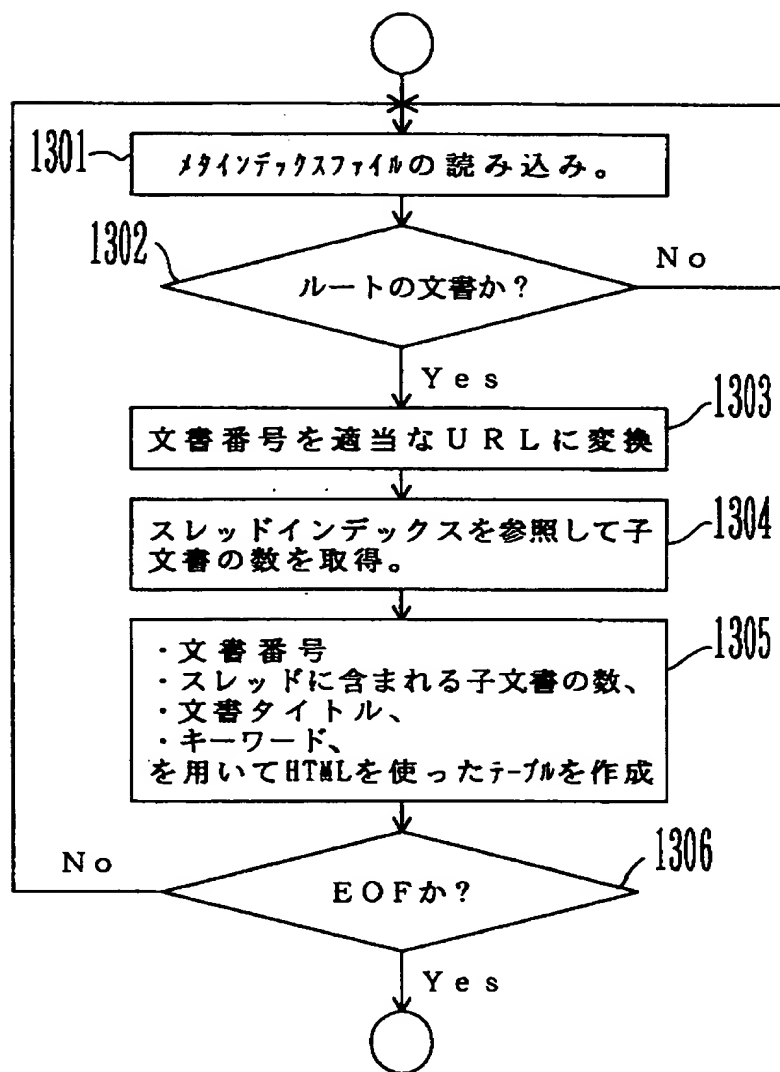 1301
メタインデックスファイルの読み込み。
1302
ルートの文書か？
No
Yes
1303
文書番号を適当なURLに変換
1304
スレッドインデックスを参照して子
文書の数を取得。
1305
・文書番号
・スレッドに含まれる子文書の数、
・文書タイトル、
・キーワード、
を用いてHTMLを使ったテーブルを作成
1306
No
EOFか？
Yes